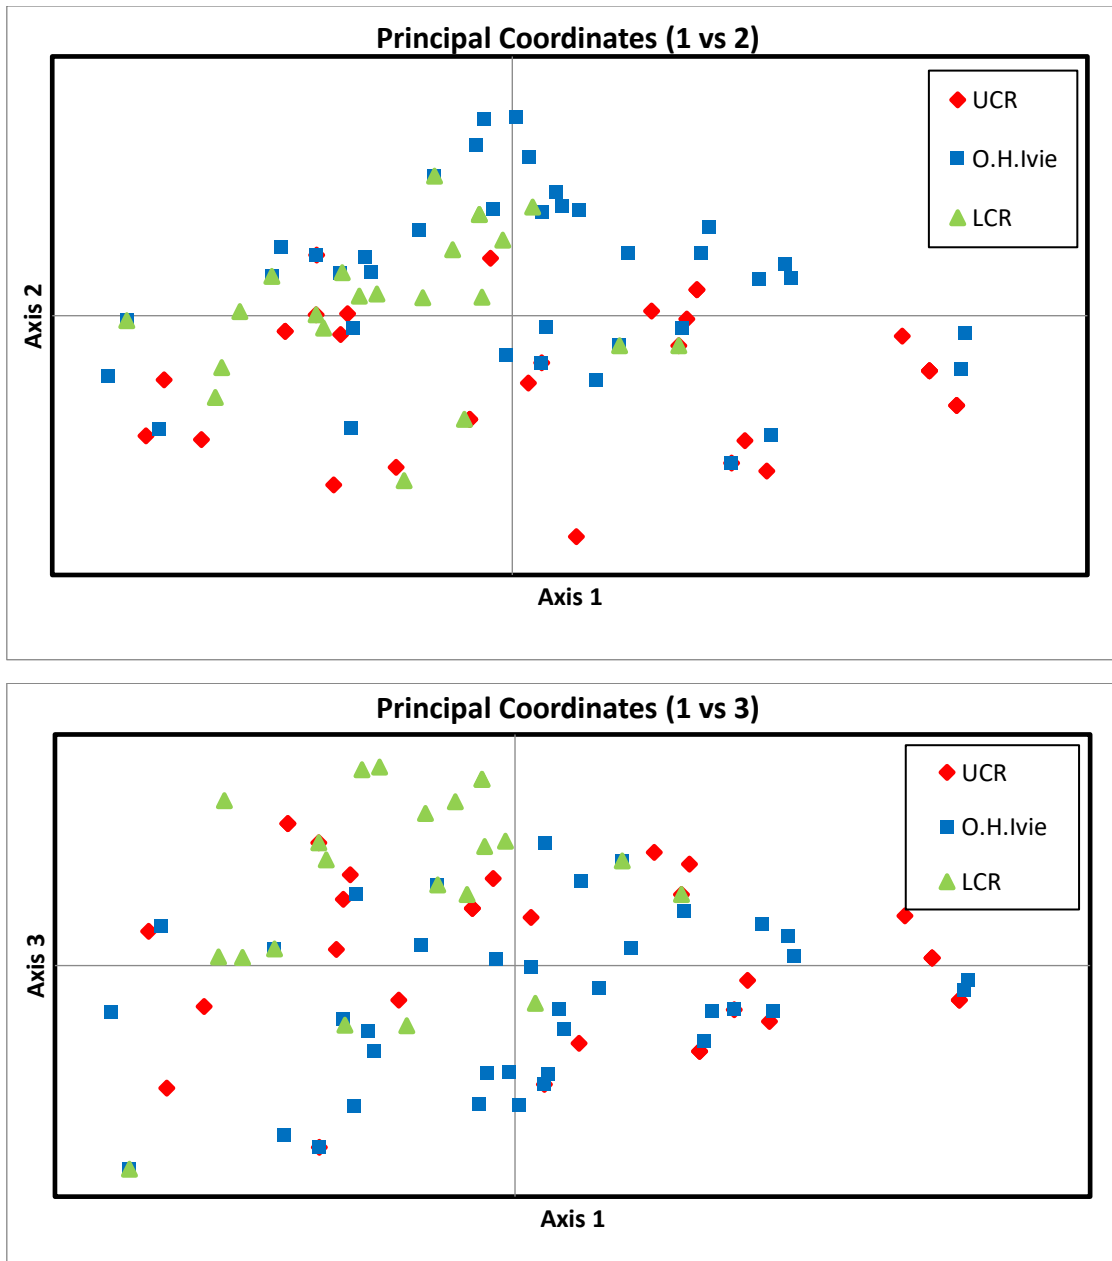 Principal Coordinates (1 vs 2)
UCR
O.H.Ivie
LCR
Axis 2
Axis 1
Principal Coordinates (1 vs 3)
UCR
O.H.Ivie
LCR
Axis 3
Axis 1